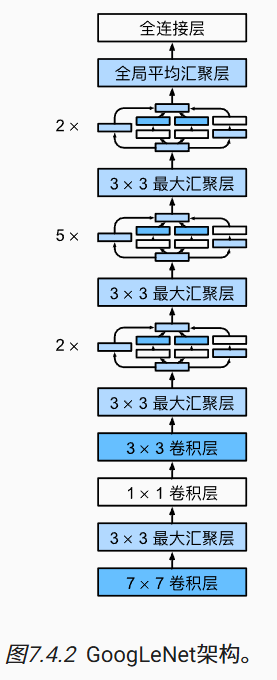 全连接层
全局平均汇聚层
2 ×
3 × 3 最大汇聚层
5 ×
3 × 3 最大汇聚层
2 ×
3 × 3 最大汇聚层
3 × 3 卷积层
1 × 1 卷积层
3 × 3 最大汇聚层
7 × 7 卷积层
图7.4.2 GoogLeNet架构。